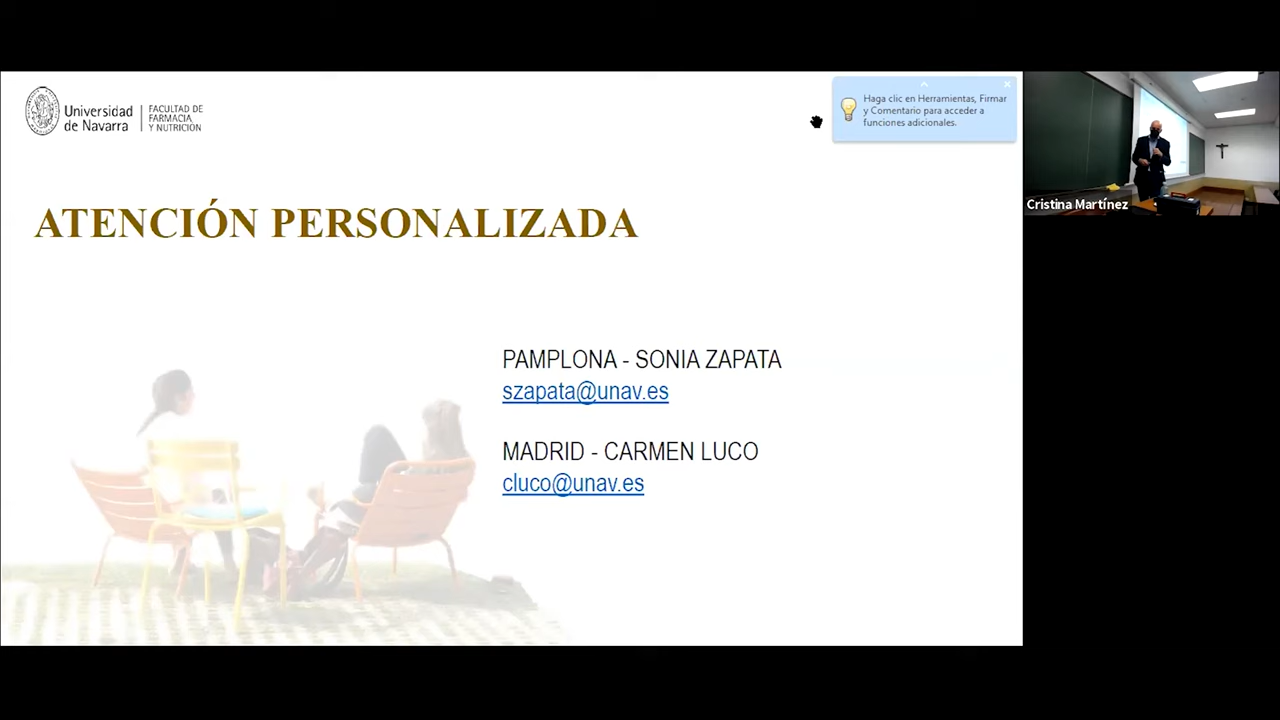 Universidad
de Navarra
FACULTAD DE
FARMACIA
Y NUTRICIÓN
Haga clic en Herramientas, Firmar
y Comentario para acceder a
funciones adicionales.
Cristina Martínez
ATENCIÓN PERSONALIZADA
PAMPLONA - SONIA ZAPATA
szapata@unav.es
MADRID - CARMEN LUCO
cluco@unav.es